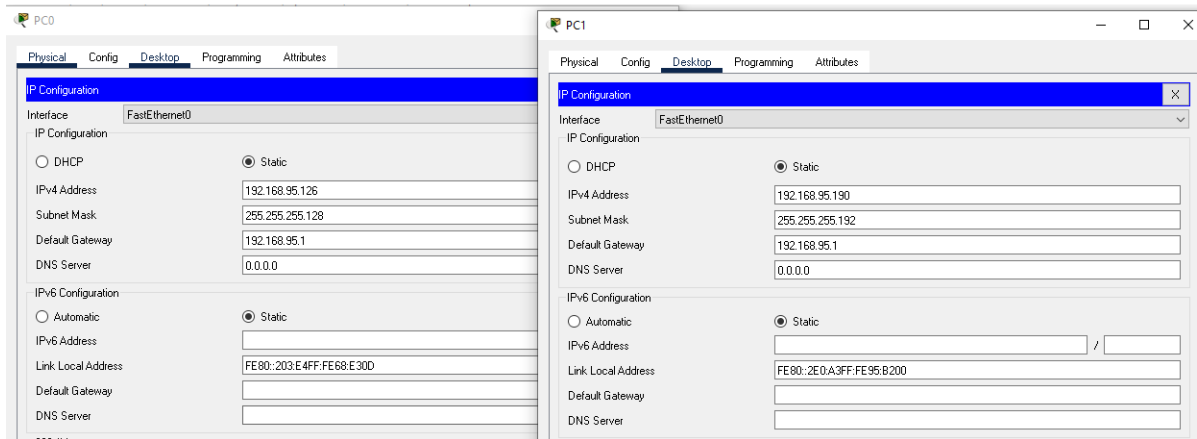 PC0
Physical Config Desktop Programming Attributes
IP Configuration
Interface FastEthernet0
IP Configuration
DHCP Static
IPv4 Address 192.168.95.126
Subnet Mask 255.255.255.128
Default Gateway 192.168.95.1
DNS Server 0.0.0.0
IPv6 Configuration
Automatic Static
IPv6 Address
Link Local Address FE80::203:E4FF:FE68:E30D
Default Gateway
DNS Server
PC1
Physical Config Desktop Programming Attributes
IP Configuration X
Interface FastEthernet0
IP Configuration
DHCP Static
IPv4 Address 192.168.95.190
Subnet Mask 255.255.255.192
Default Gateway 192.168.95.1
DNS Server 0.0.0.0
IPv6 Configuration
Automatic Static
IPv6 Address /
Link Local Address FE80::2E0:A3FF:FE95:B200
Default Gateway
DNS Server